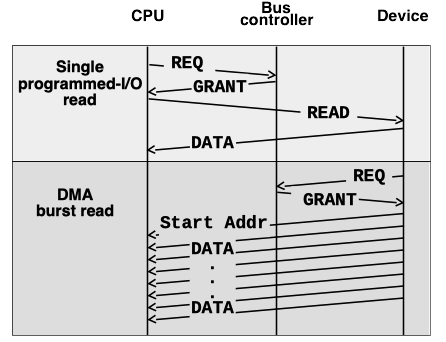 CPU
Bus
controller
Device
Single
programmed-I/O
read
REQ
GRANT
READ
DATA
DMA
burst read
REQ
GRANT
Start Addr
DATA
.
.
.
DATA